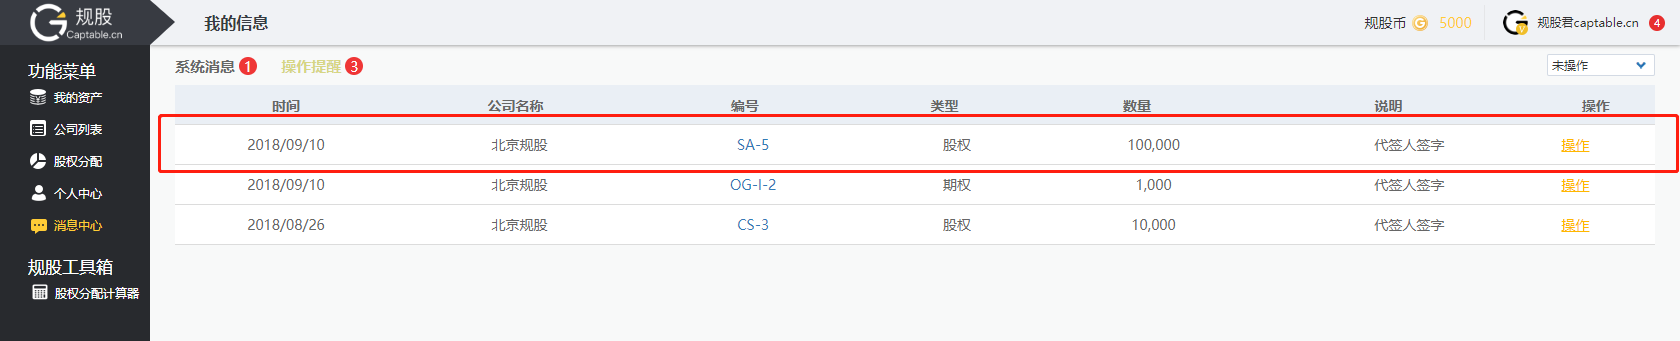 规股
Captable.cn
我的信息
规股币 G 5000
规股君captable.cn 4
功能菜单
我的资产
公司列表
股权分配
个人中心
消息中心
规股工具箱
股权分配计算器
系统消息 1 操作提醒 3
未操作
时间 公司名称 编号 类型 数量 说明 操作
2018/09/10 北京规股 SA-5 股权 100,000 代签人签字 操作
2018/09/10 北京规股 OG-I-2 期权 1,000 代签人签字 操作
2018/08/26 北京规股 CS-3 股权 10,000 代签人签字 操作